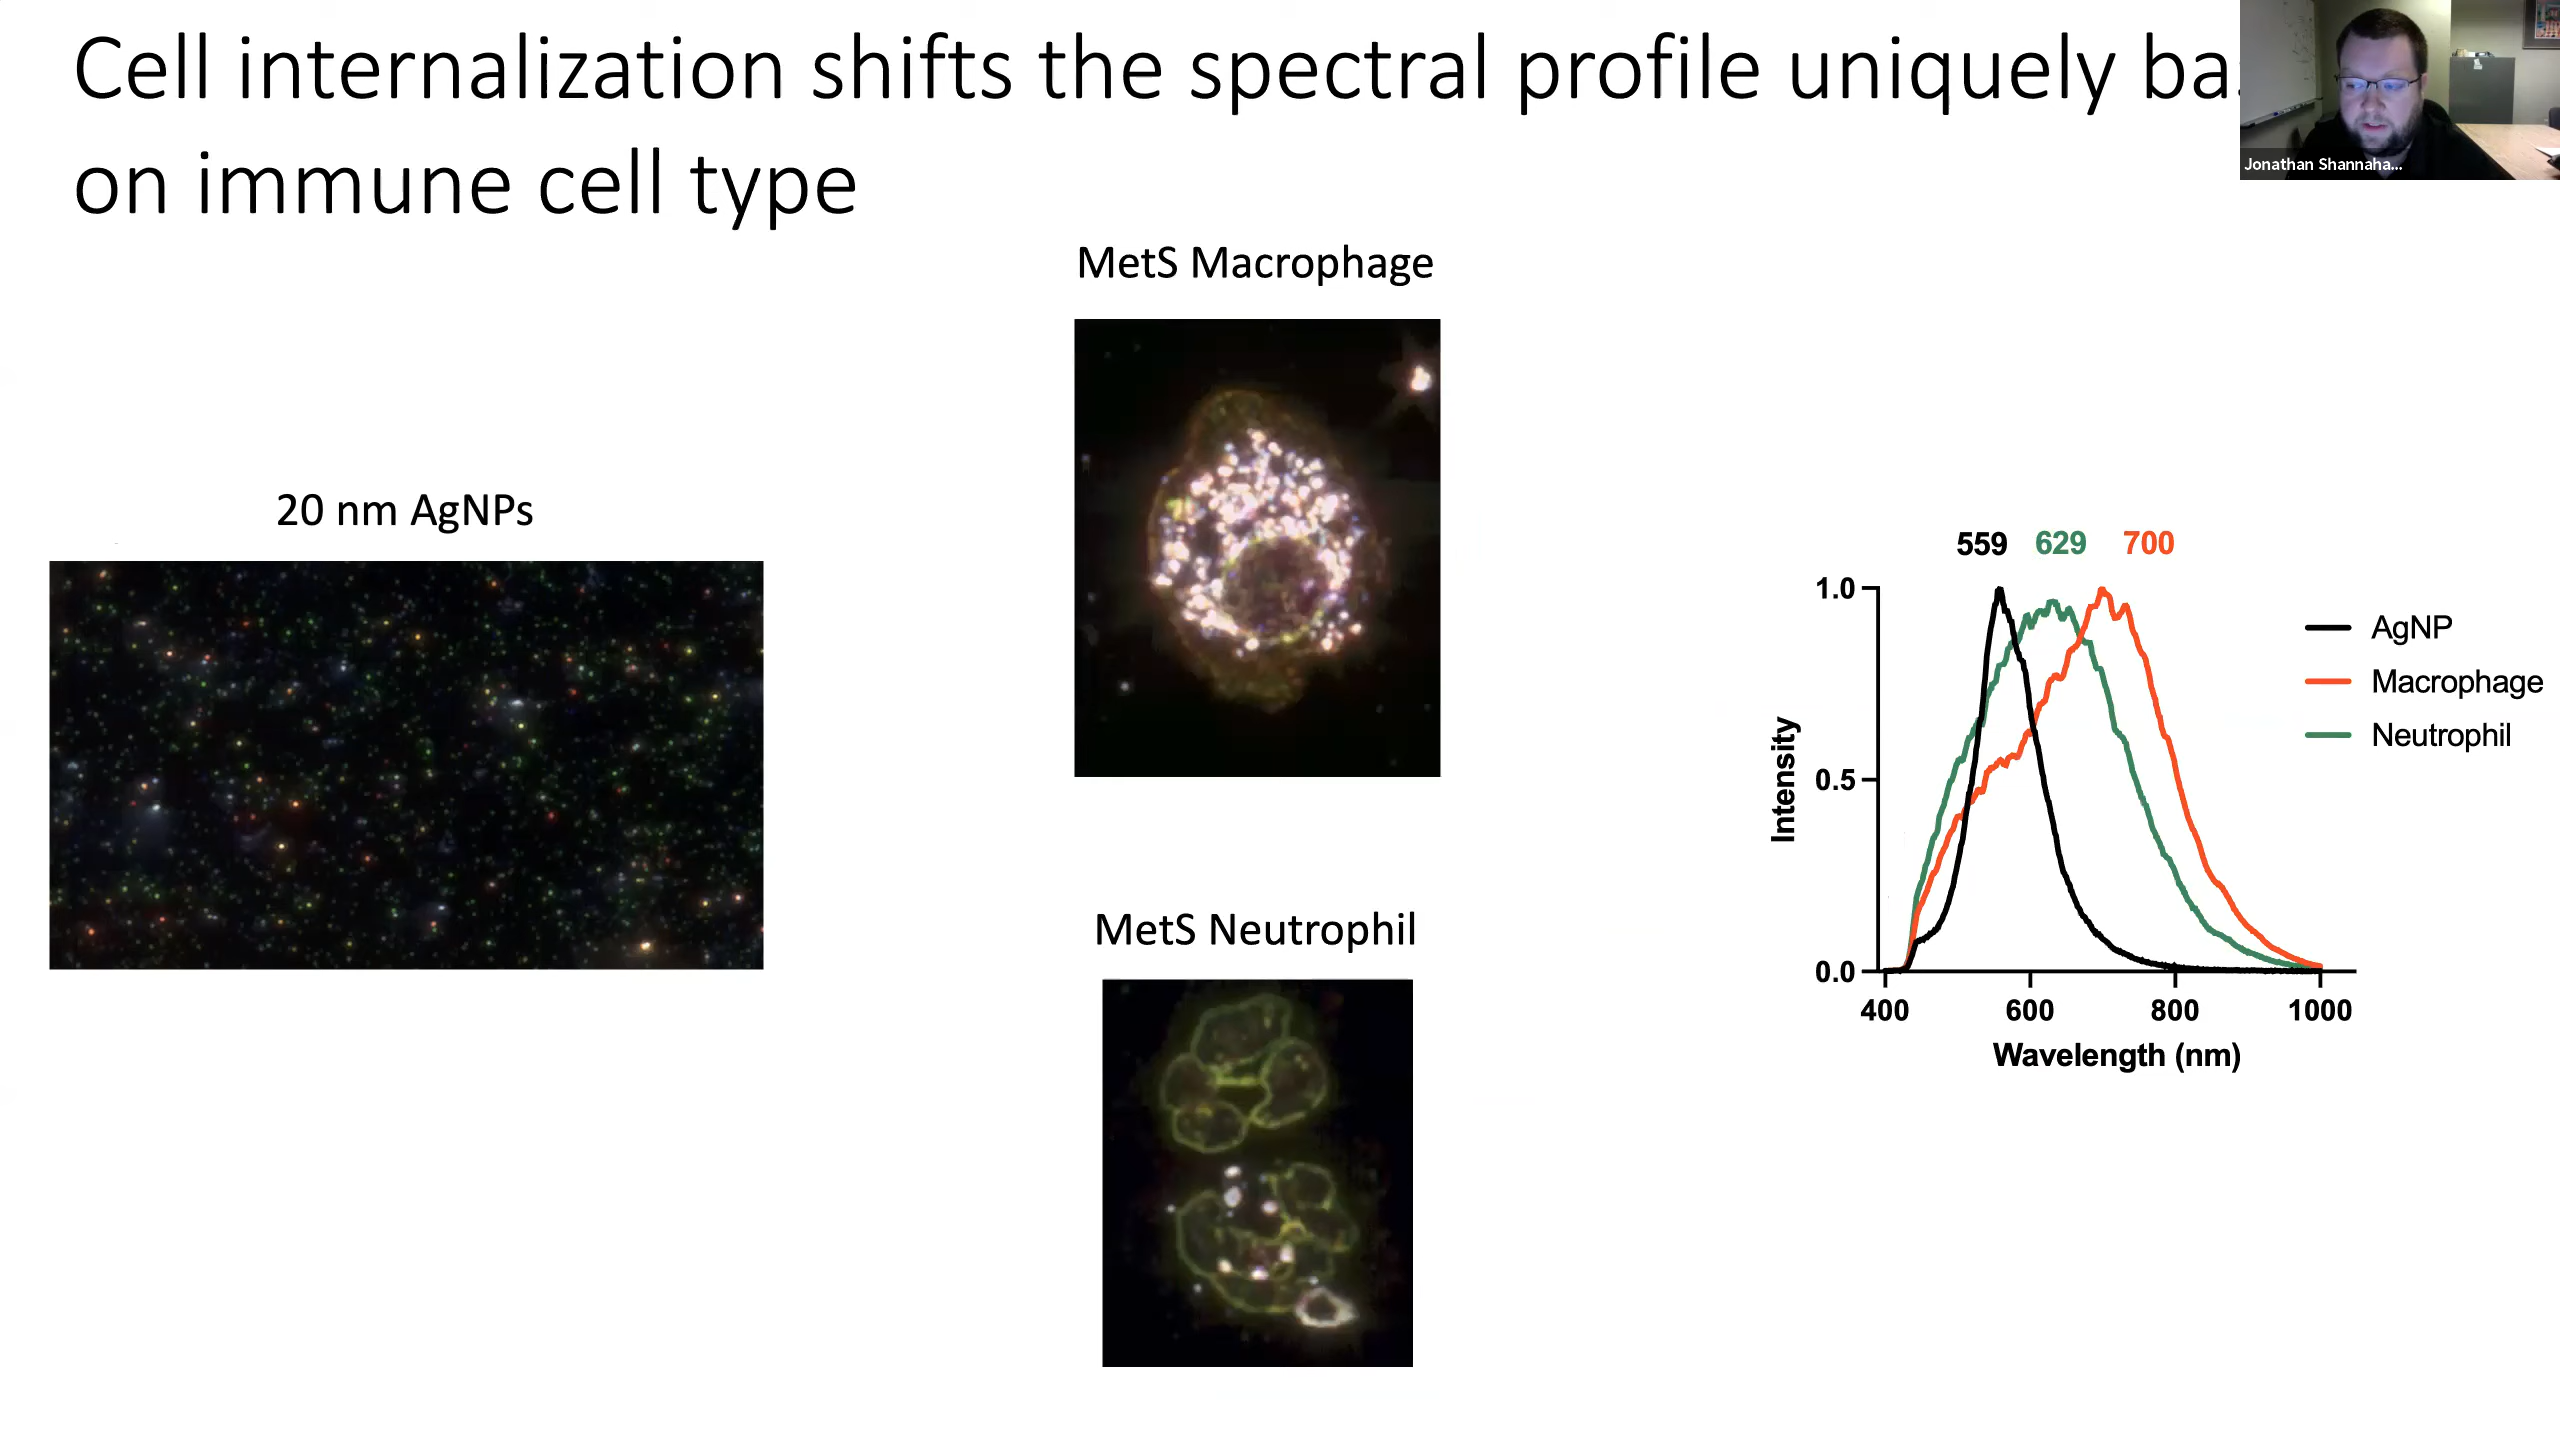 Cell internalization shifts the spectral profile uniquely
on immune cell type
Jonathan Shannaha...
MetS Macrophage
20 nm AgNPs
MetS Neutrophil
559 629 700
1.0
0.5
0.0
Intensity
400 600 800 1000
Wavelength (nm)
AgNP
Macrophage
Neutrophil